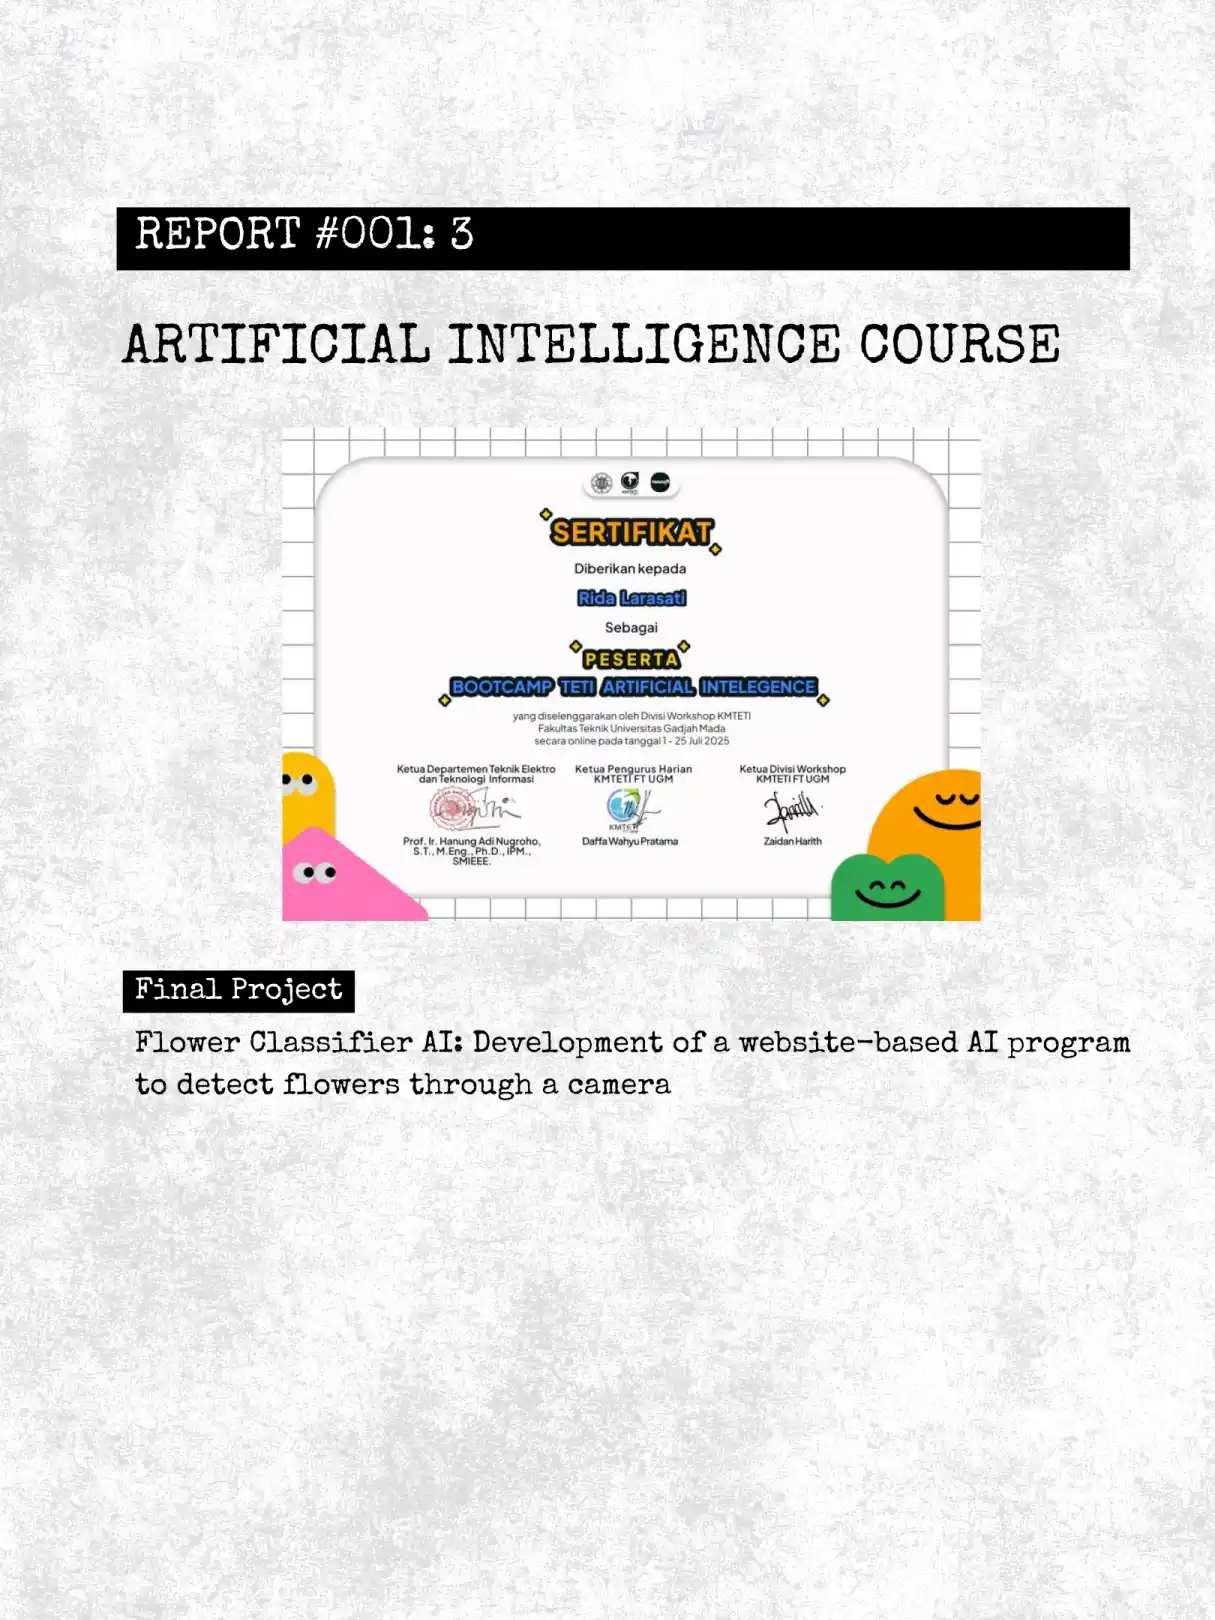 REPORT #001: 3
ARTIFICIAL INTELLIGENCE COURSE
SERTIFIKAT
Diberikan kepada
Rida Larasati
Sebagai
PESERTA
BOOTCAMP TETI ARTIFICIAL INTELEGENCE
yang diselenggarakan oleh Divisi Workshop KMTETI
Fakultas Teknik Universitas Gadjah Mada
secara online pada tanggal 1 - 25 Juli 2025
Ketua Departemen Teknik Elektro
dan Teknologi Informasi
Prof. Ir. Hanung Adi Nugroho,
S.T., M.Eng., Ph.D., IPM.,
SMIEEE.
Ketua Pengurus Harian
KMTETI FT UGM
KMTETI
Daffa Wahyu Pratama
Ketua Divisi Workshop
KMTETI FT UGM
Zaidan Harith
Final Project
Flower Classifier AI: Development of a website-based AI program
to detect flowers through a camera